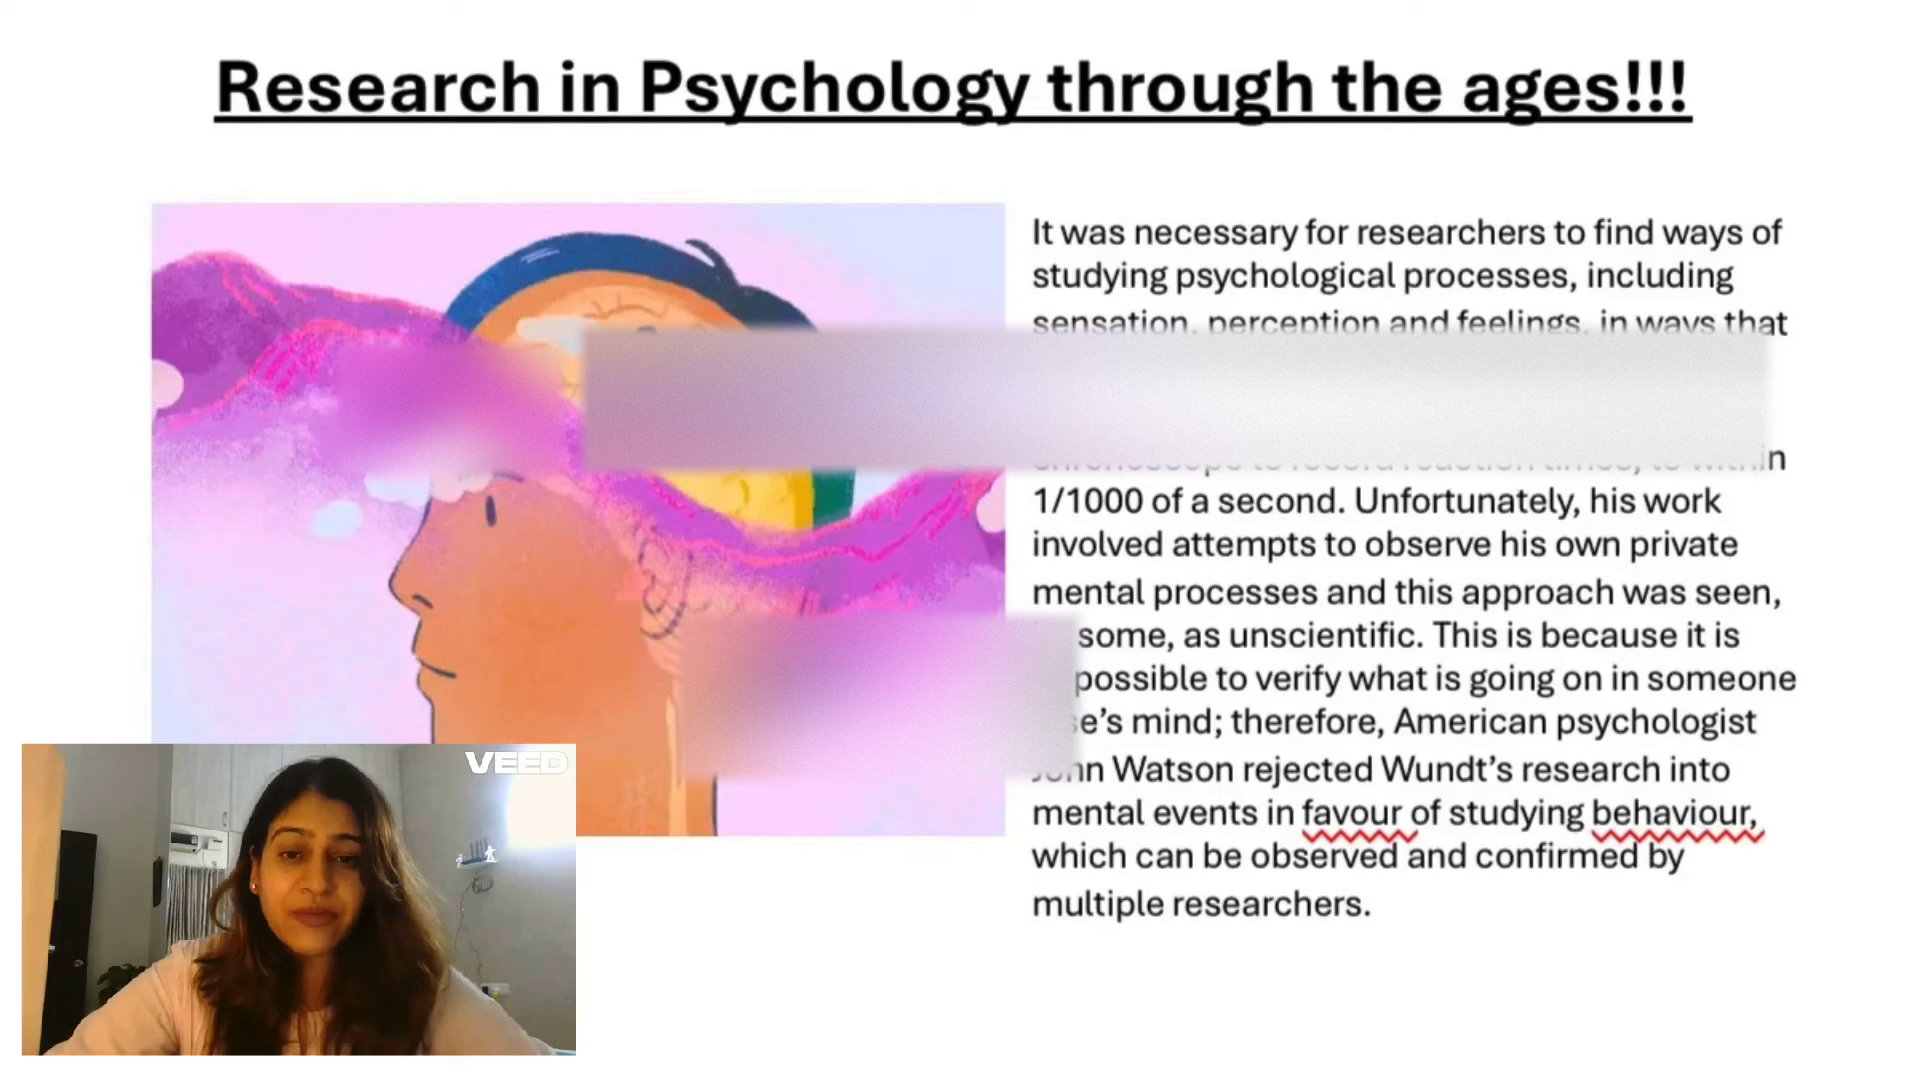 Research in Psychology through the ages!!!
It was necessary for researchers to find ways of
studying psychological processes, including
sensation, perception and feelings, in ways that
1/1000 of a second. Unfortunately, his work
involved attempts to observe his own private
mental processes and this approach was seen,
some, as unscientific. This is because it is
possible to verify what is going on in someone
e’s mind; therefore, American psychologist
John Watson rejected Wundt’s research into
mental events in favour of studying behaviour,
which can be observed and confirmed by
multiple researchers.
VEED